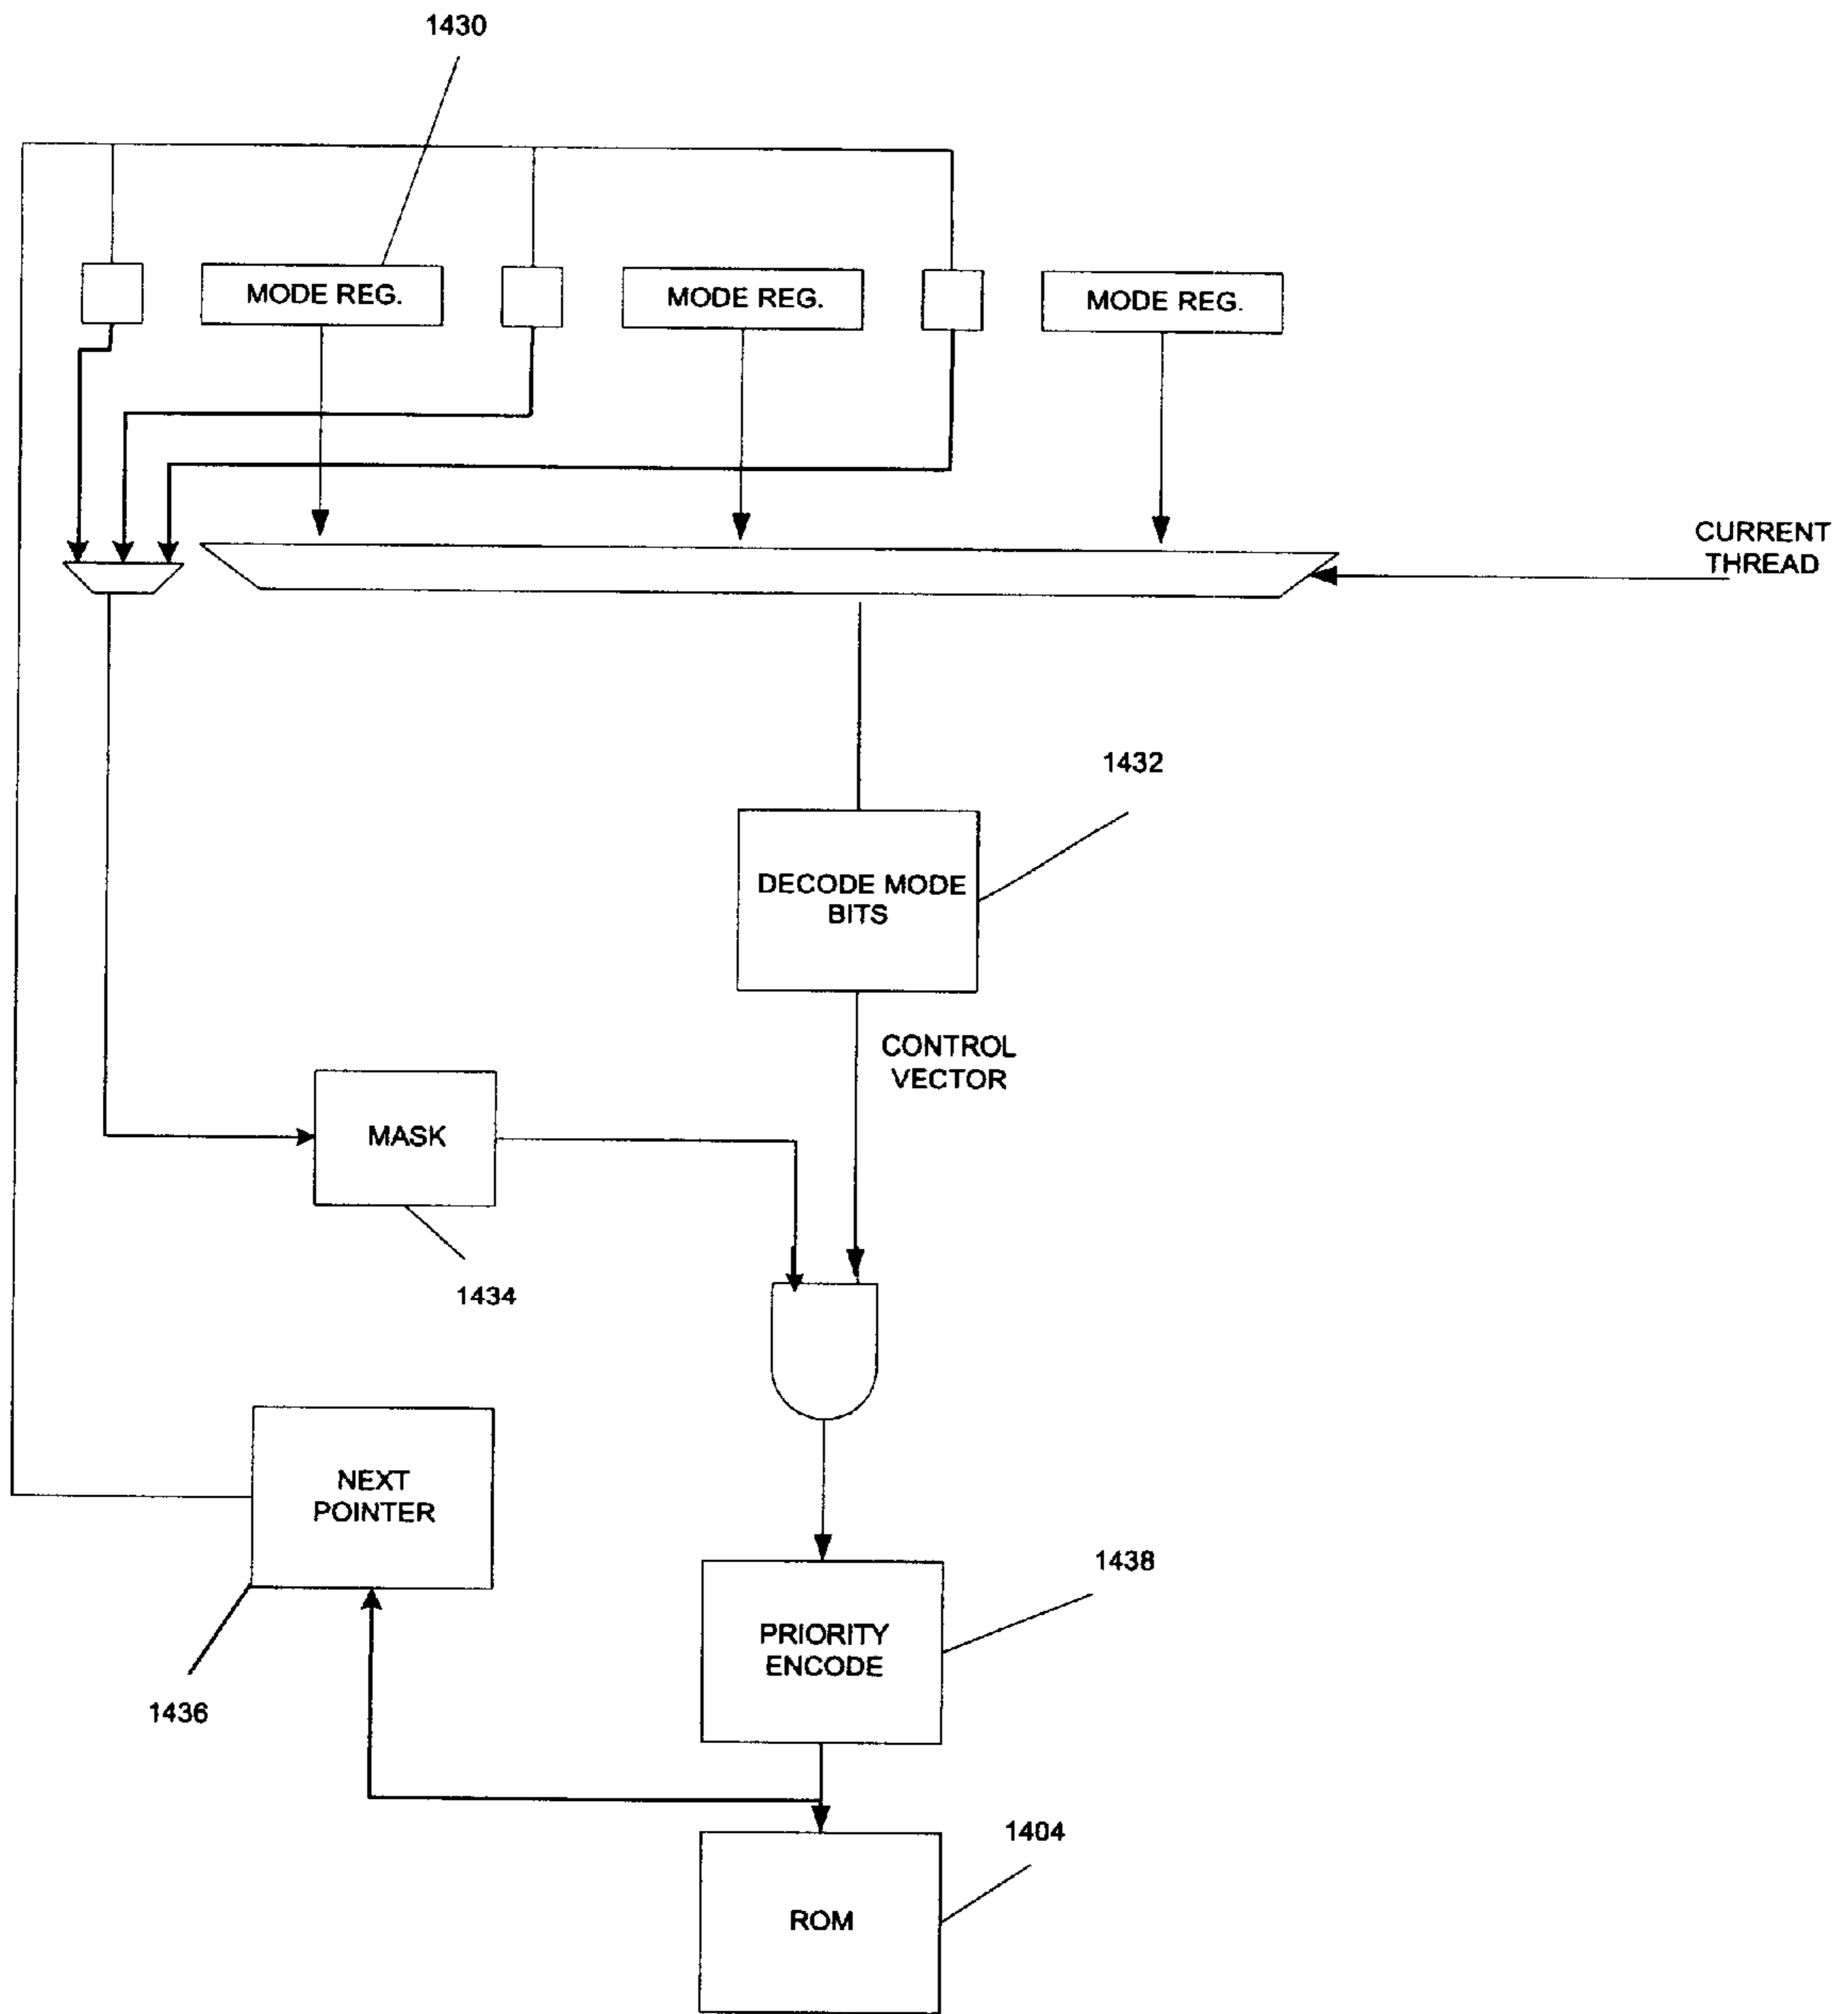 1430
MODE REG.
MODE REG.
MODE REG.
CURRENT
THREAD
1432
DECODE MODE
BITS
CONTROL
VECTOR
MASK
1434
NEXT
POINTER
1438
PRIORITY
ENCODE
1436
1404
ROM